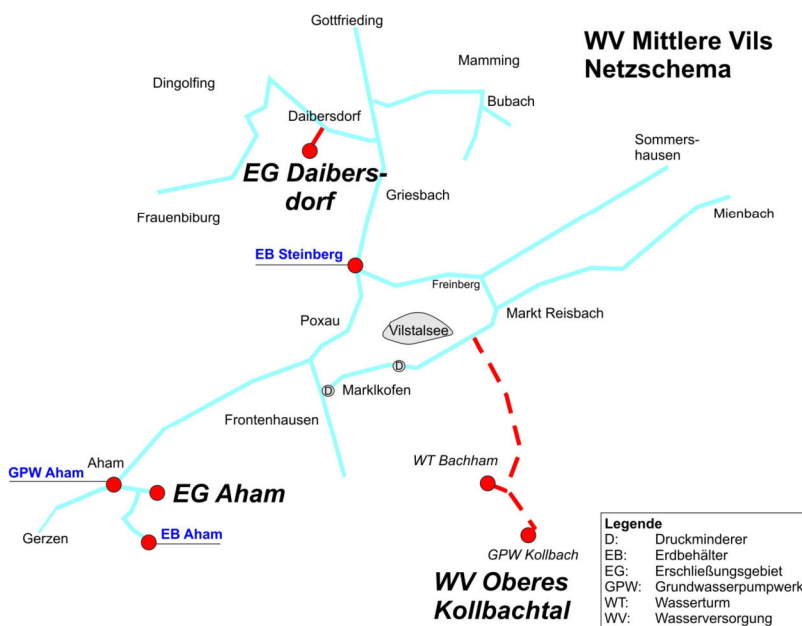 Gottfrieding
WV Mittlere Vils
Netzschema
Mamming
Dingolfing
Bubach
Daibersdorf
Sommers-
hausen
EG Daibers-
dorf
Griesbach
Mienbach
Frauenbiburg
EB Steinberg
Freinberg
Markt Reisbach
Poxau
Vilstalsee
D
D
Marklkofen
Frontenhausen
Aham
WT Bachham
GPW Aham
EG Aham
Gerzen
EB Aham
GPW Kollbach
WV Oberes
Kollbachtal
Legende
D: Druckminderer
EB: Erdbehälter
EG: Erschließungsgebiet
GPW: Grundwasserpumpwerk
WT: Wasserturm
WV: Wasserversorgung